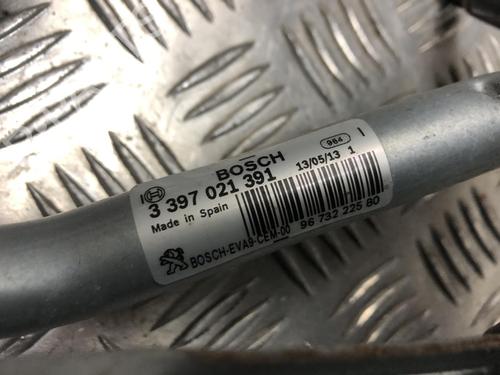 BOSCH
984
13/05/13 1
3 397 021 391
Made in Spain
96 732 225 80
BOSCH-EVA9-CEM-00